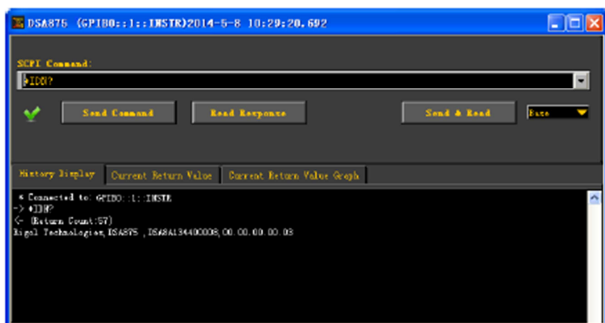 DSA875 (GPIB0::1::INSTR)2014-5-8 10:29:20.692
SCPI Command:
*IDN?
Send Command
Read Response
Send & Read
History Display
Current Return Value
Current Return Value Graph
* Connected to: GPIB0::1::INSTR
-> *IDN?
<- (Return Count:57)
Rigol Technologies,DSA875 ,DSA8A134400008,00.00.00.00.03